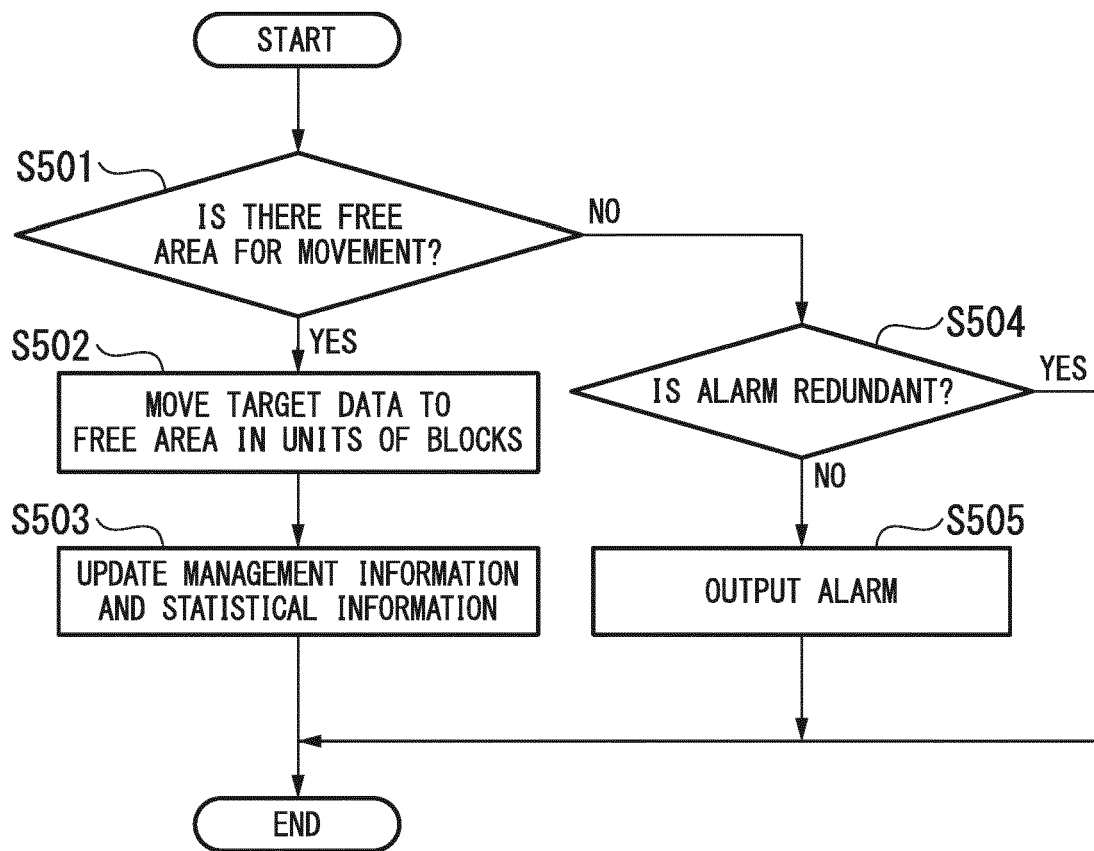 START
S501
IS THERE FREE
AREA FOR MOVEMENT?
NO
YES
S502
MOVE TARGET DATA TO
FREE AREA IN UNITS OF BLOCKS
S503
UPDATE MANAGEMENT INFORMATION
AND STATISTICAL INFORMATION
S504
IS ALARM REDUNDANT?
YES
NO
S505
OUTPUT ALARM
END